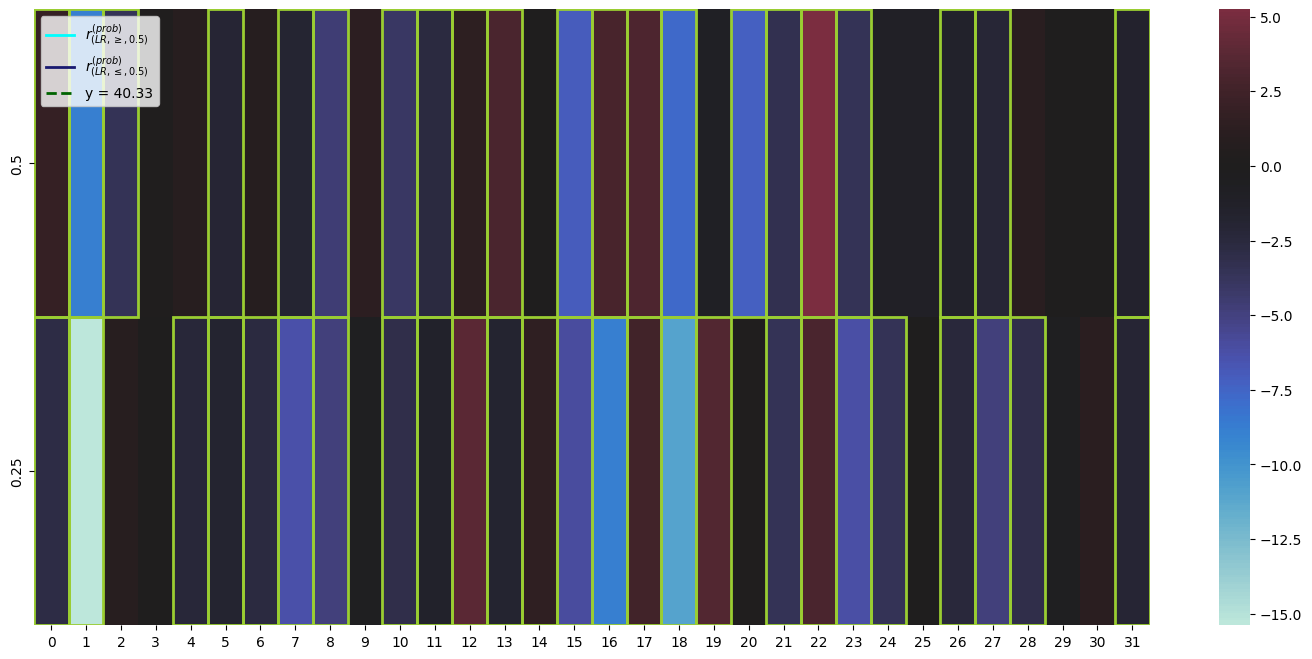 r^{(prob)}_{(LR, ≥, 0.5)}
r^{(prob)}_{(LR, ≤, 0.5)}
y = 40.33
0.5
0.25
0 1 2 3 4 5 6 7 8 9 10 11 12 13 14 15 16 17 18 19 20 21 22 23 24 25 26 27 28 29 30 31
5.0
2.5
0.0
−2.5
−5.0
−7.5
−10.0
−12.5
−15.0